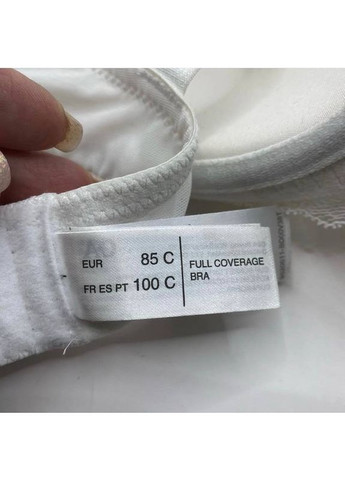 EUR 85 C
FR ES PT 100 C
FULL COVERAGE
BRA